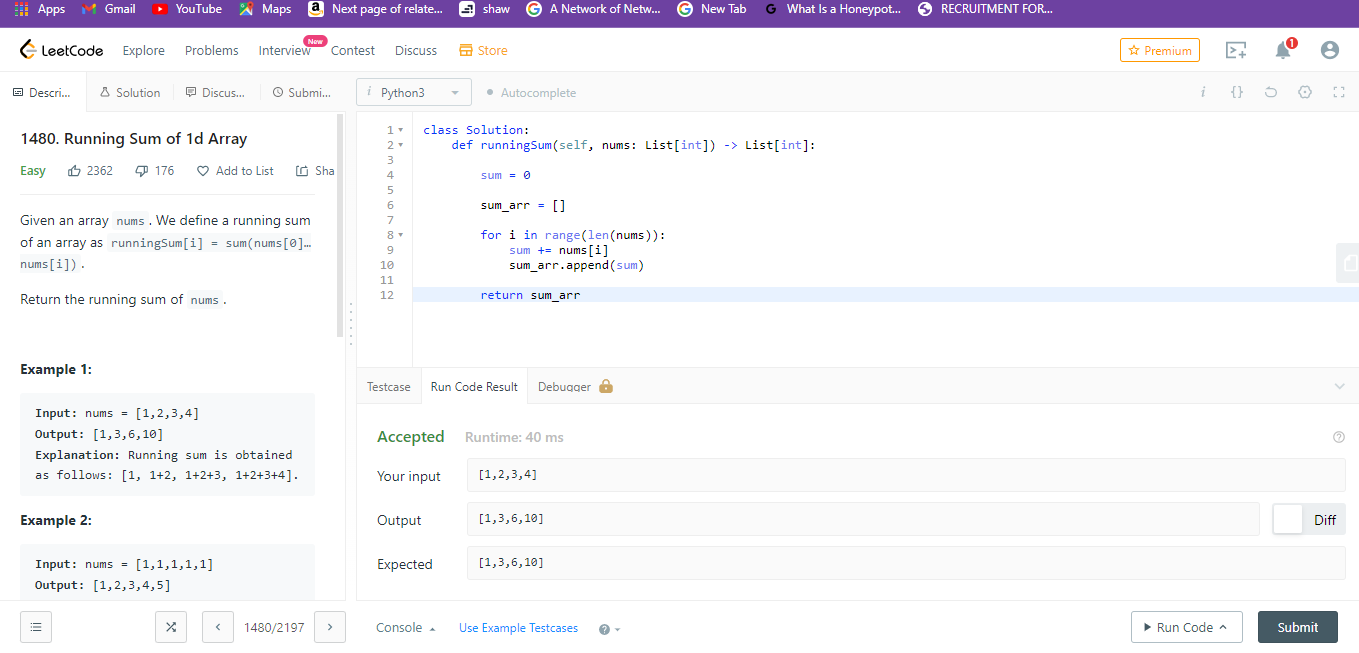 Apps Gmail YouTube Maps Next page of relate... shaw A Network of Netw... New Tab What Is a Honeypot... RECRUITMENT FOR...
LeetCode Explore Problems Interview New Contest Discuss Store Premium 1
Descri... Solution Discus... Submi... i Python3 Autocomplete i {}
1480. Running Sum of 1d Array
Easy 2362 176 Add to List Sha
Given an array nums. We define a running sum
of an array as runningSum[i] = sum(nums[0]…
nums[i]).
Return the running sum of nums.
Example 1:
Input: nums = [1,2,3,4]
Output: [1,3,6,10]
Explanation: Running sum is obtained
as follows: [1, 1+2, 1+2+3, 1+2+3+4].
Example 2:
Input: nums = [1,1,1,1,1]
Output: [1,2,3,4,5]
1 class Solution:
2 def runningSum(self, nums: List[int]) -> List[int]:
3
4 sum = 0
5
6 sum_arr = []
7
8 for i in range(len(nums)):
9 sum += nums[i]
10 sum_arr.append(sum)
11
12 return sum_arr
Testcase Run Code Result Debugger
Accepted Runtime: 40 ms
Your input [1,2,3,4]
Output [1,3,6,10] Diff
Expected [1,3,6,10]
1480/2197 Console Use Example Testcases Run Code Submit